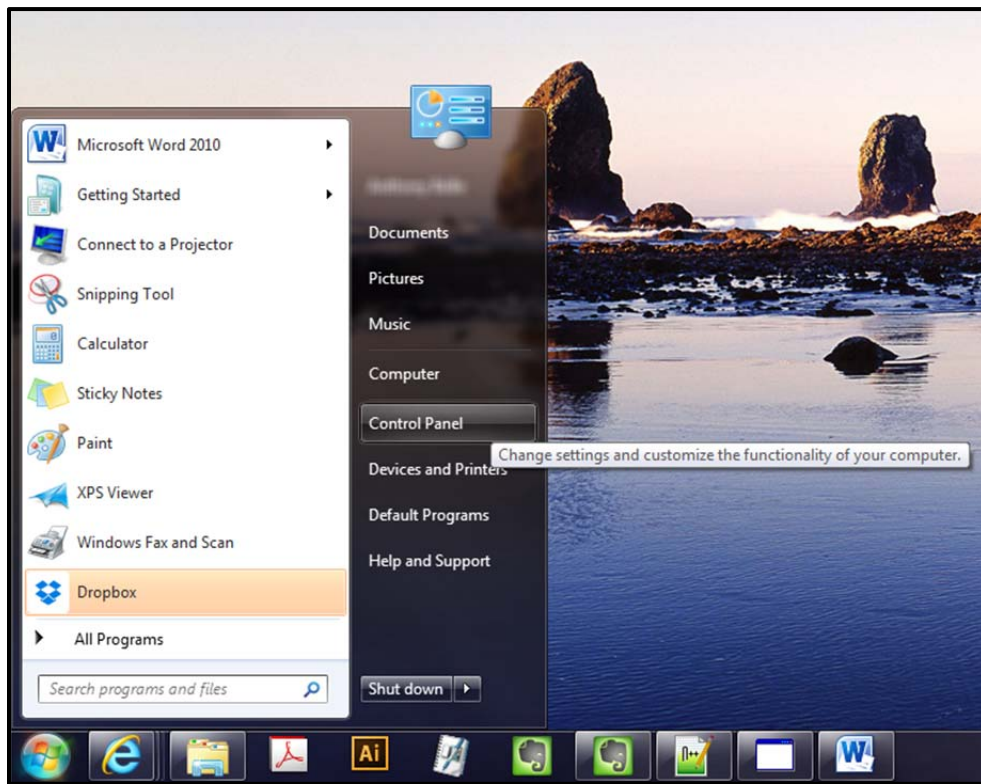 Microsoft Word 2010
Getting Started
Connect to a Projector
Snipping Tool
Calculator
Sticky Notes
Paint
XPS Viewer
Windows Fax and Scan
Dropbox
All Programs
Search programs and files
Documents
Pictures
Music
Computer
Control Panel
Change settings and customize the functionality of your computer.
Devices and Printers
Default Programs
Help and Support
Shut down
Ai
W